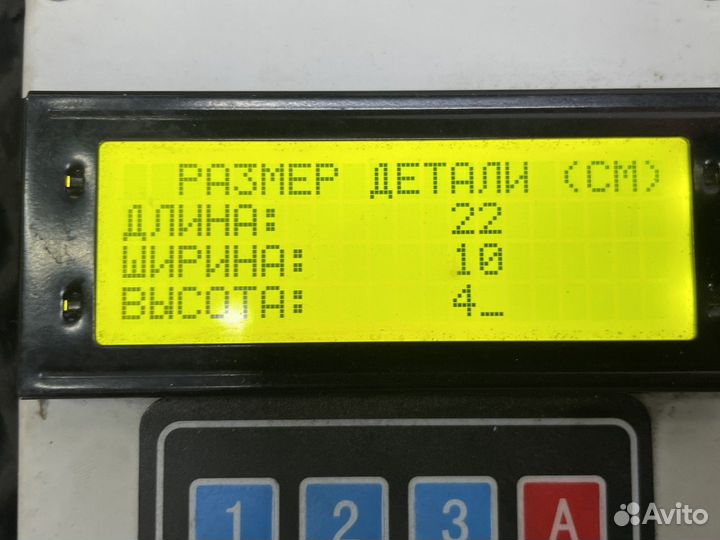 РАЗМЕР ДЕТАЛИ (СМ)
ДЛИНА: 22
ШИРИНА: 10
ВЫСОТА: 4_
1 2 3 A
Avito